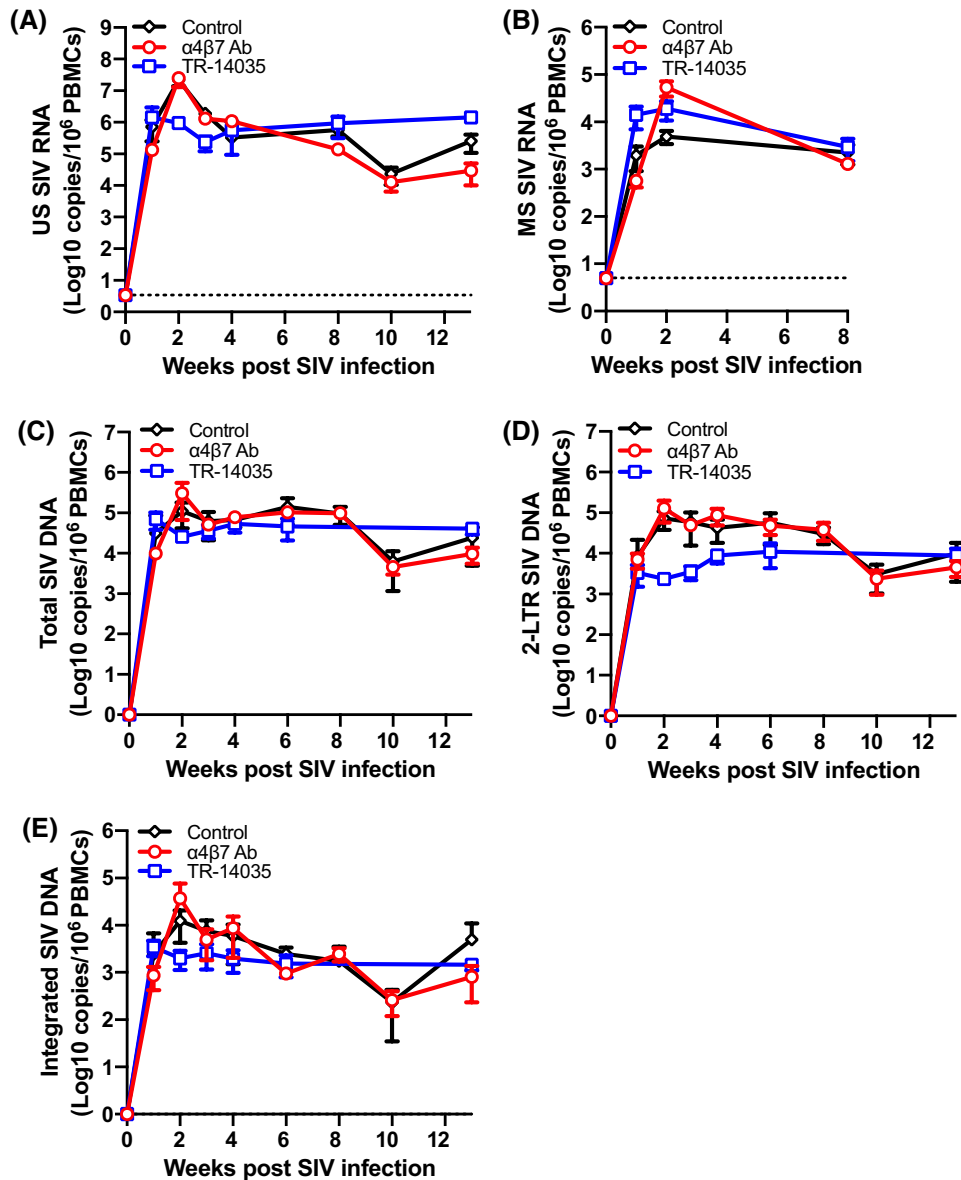 (A)
Control
α4β7 Ab
TR-14035
US SIV RNA
(Log10 copies/10⁶ PBMCs)
9
8
7
6
5
4
3
2
1
0
0 2 4 6 8 10 12
Weeks post SIV infection
(B)
Control
α4β7 Ab
TR-14035
MS SIV RNA
(Log10 copies/10⁶ PBMCs)
6
5
4
3
2
1
0
0 2 4 6 8
Weeks post SIV infection
(C)
Control
α4β7 Ab
TR-14035
Total SIV DNA
(Log10 copies/10⁶ PBMCs)
7
6
5
4
3
2
1
0
0 2 4 6 8 10 12
Weeks post SIV infection
(D)
Control
α4β7 Ab
TR-14035
2-LTR SIV DNA
(Log10 copies/10⁶ PBMCs)
7
6
5
4
3
2
1
0
0 2 4 6 8 10 12
Weeks post SIV infection
(E)
Control
α4β7 Ab
TR-14035
Integrated SIV DNA
(Log10 copies/10⁶ PBMCs)
6
5
4
3
2
1
0
0 2 4 6 8 10 12
Weeks post SIV infection